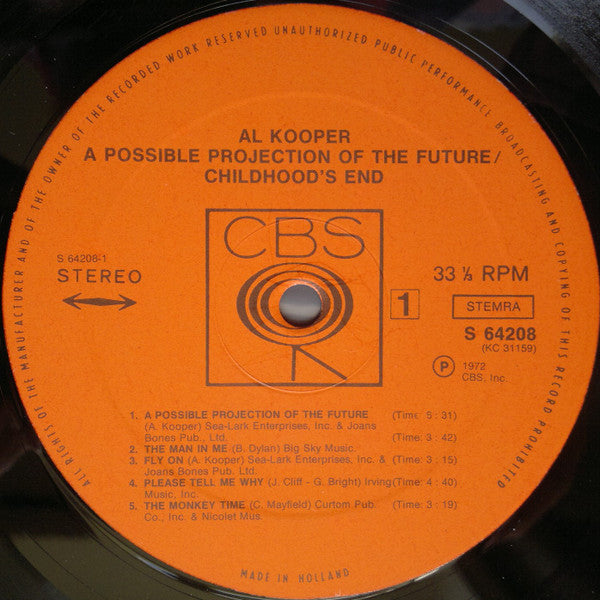 ALL RIGHTS OF THE MANUFACTURER AND OF THE OWNER OF THE RECORDED WORK RESERVED UNAUTHORIZED PUBLIC PERFORMANCE BROADCASTING AND COPYING OF THIS RECORD PROHIBITED
AL KOOPER
A POSSIBLE PROJECTION OF THE FUTURE/
CHILDHOOD'S END
CBS
S 64208-1
STEREO
33 ⅓ RPM
1
STEMRA
S 64208
(KC 31159)
℗ 1972
CBS, Inc.
1. A POSSIBLE PROJECTION OF THE FUTURE (Time: 5 : 31)
(A. Kooper) Sea-Lark Enterprises, Inc. & Joans
Bones Pub., Ltd. (Time: 3 : 42)
2. THE MAN IN ME (B. Dylan) Big Sky Music.
3. FLY ON (A. Kooper) Sea-Lark Enterprises, Inc. & (Time: 3 : 15)
Joans Bones Pub., Ltd.
4. PLEASE TELL ME WHY (J. Cliff - G. Bright) Irving (Time: 4 : 40)
Music, Inc.
5. THE MONKEY TIME (C. Mayfield) Curtom Pub. (Time: 3 : 19)
Co., Inc. & Nicolet Mus.
MADE IN HOLLAND